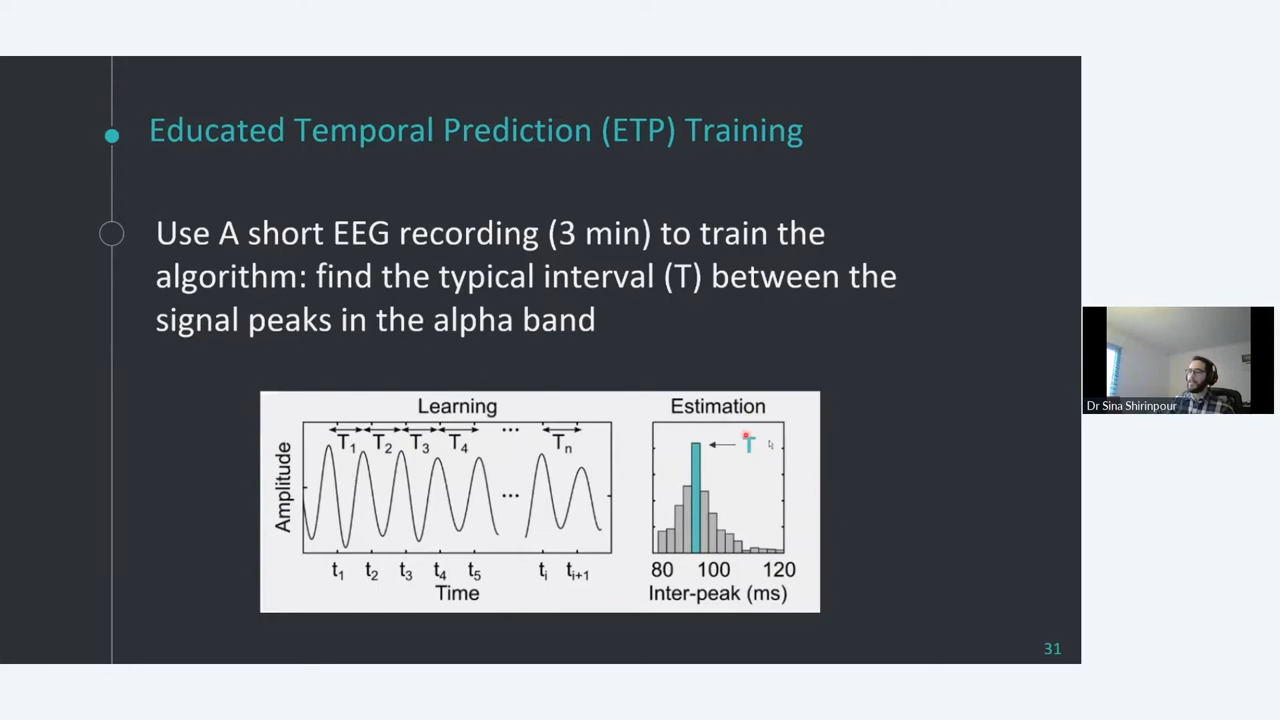 Educated Temporal Prediction (ETP) Training
Use A short EEG recording (3 min) to train the
algorithm: find the typical interval (T) between the
signal peaks in the alpha band
Learning
T1 T2 T3 T4 ... Tn
Amplitude
...
t1 t2 t3 t4 t5 ti ti+1
Time
Estimation
T
80 100 120
Inter-peak (ms)
Dr Sina Shirinpour
31